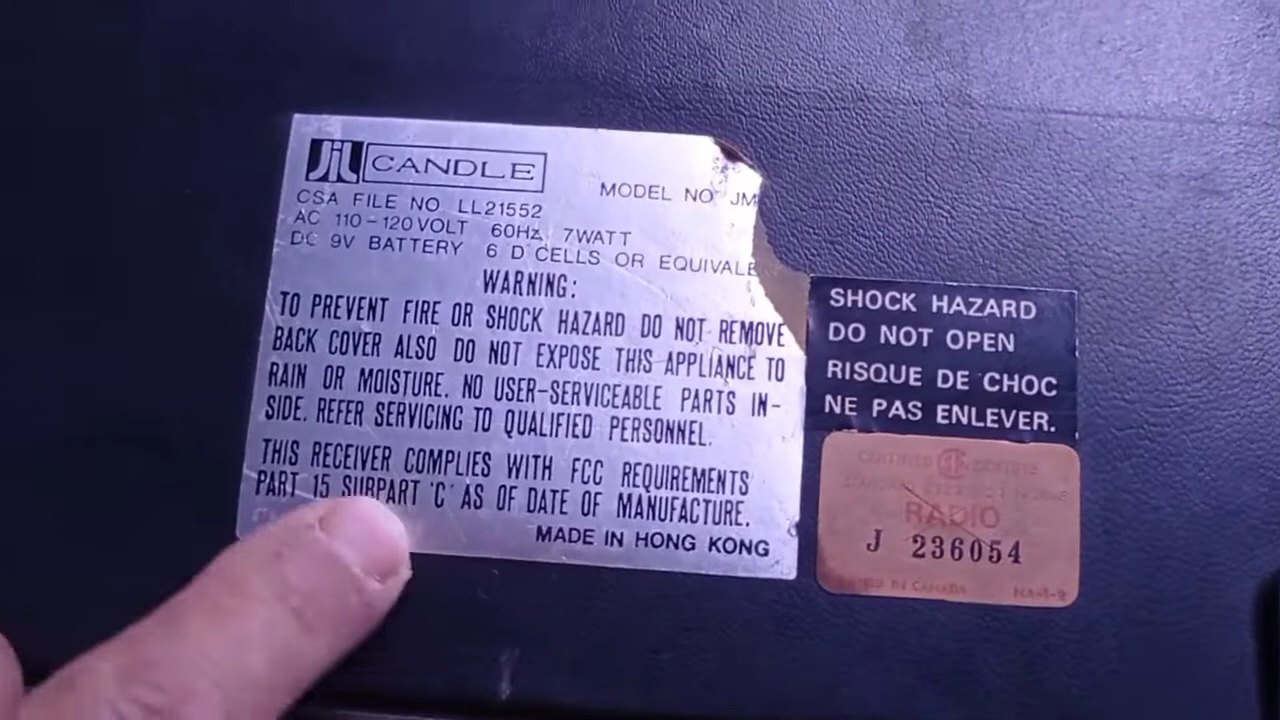 JIL CANDLE
MODEL NO JM
CSA FILE NO LL21552
AC 110-120VOLT 60Hz 7WATT
DC 9V BATTERY 6 D CELLS OR EQUIVALE
WARNING:
TO PREVENT FIRE OR SHOCK HAZARD DO NOT REMOVE
BACK COVER ALSO DO NOT EXPOSE THIS APPLIANCE TO
RAIN OR MOISTURE. NO USER-SERVICEABLE PARTS IN-
SIDE. REFER SERVICING TO QUALIFIED PERSONNEL.
THIS RECEIVER COMPLIES WITH FCC REQUIREMENTS
PART 15 SUBPART 'C' AS OF DATE OF MANUFACTURE.
MADE IN HONG KONG
SHOCK HAZARD
DO NOT OPEN
RISQUE DE CHOC
NE PAS ENLEVER.
RADIO
J 236054
IN CANADA